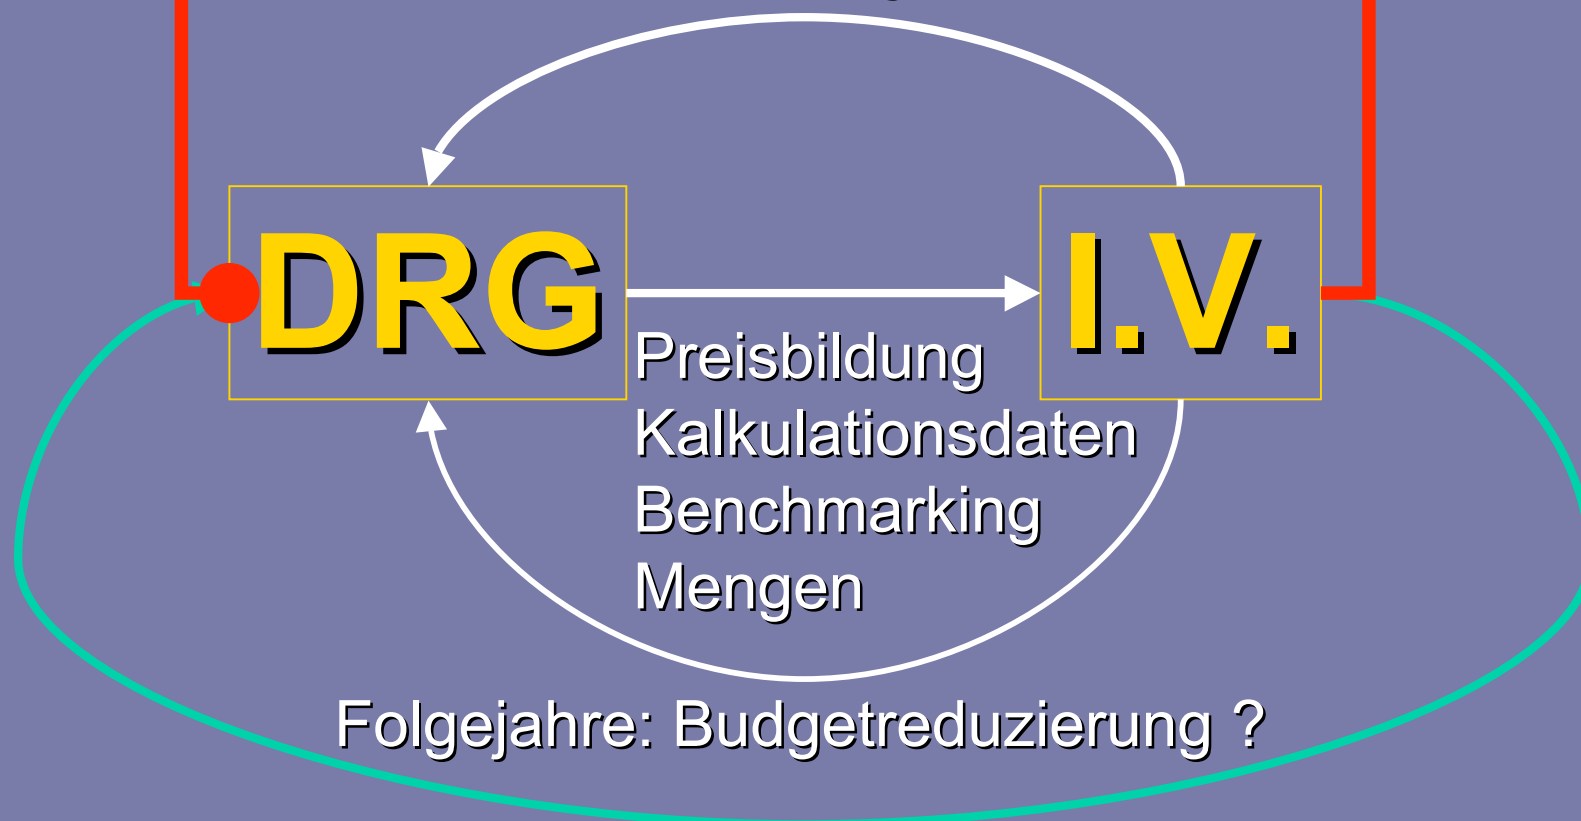 DRG
I.V.
Preisbildung
Kalkulationsdaten
Benchmarking
Mengen
Folgejahre: Budgetreduzierung ?